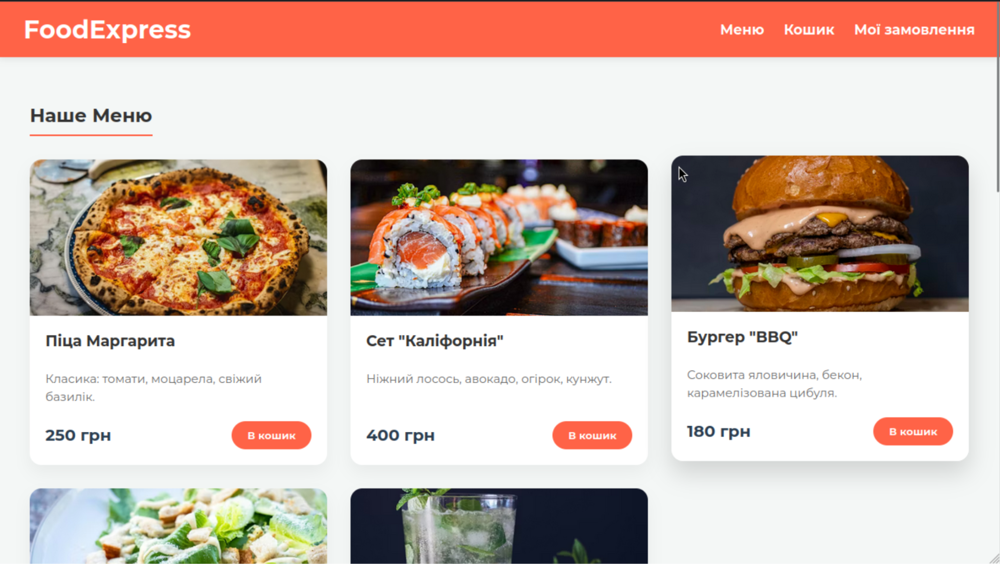 FoodExpress
Меню Кошик Мої замовлення
Наше Меню
Піца Маргарита
Класика: томати, моцарела, свіжий
базилік.
250 грн
В кошик
Сет "Каліфорнія"
Ніжний лосось, авокадо, огірок, кунжут.
400 грн
В кошик
Бургер "BBQ"
Соковита яловичина, бекон,
карамелізована цибуля.
180 грн
В кошик